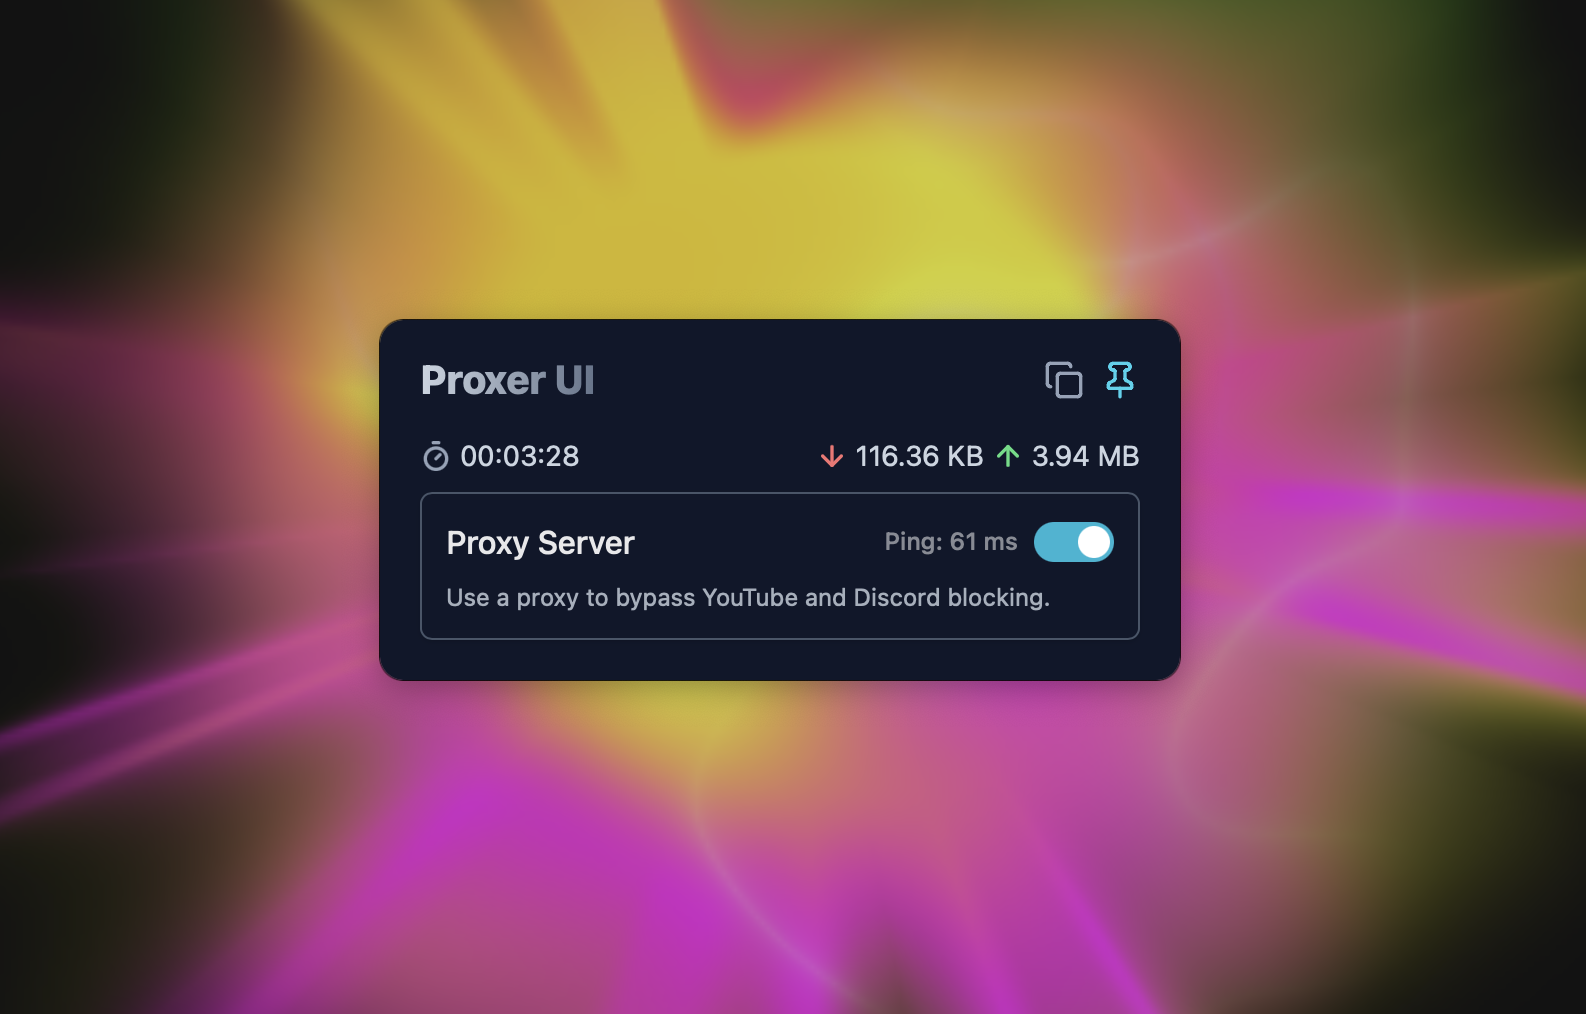 Proxer UI
00:03:28 116.36 KB 3.94 MB
Proxy Server Ping: 61 ms
Use a proxy to bypass YouTube and Discord blocking.